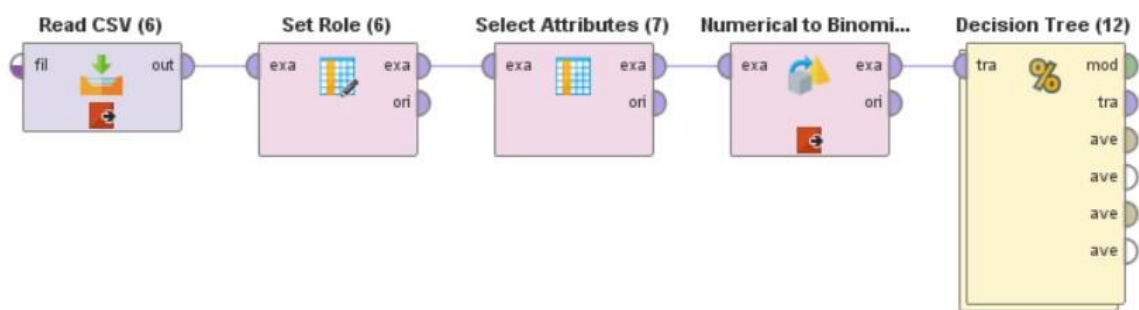 Read CSV (6)
Set Role (6)
Select Attributes (7)
Numerical to Binomi...
Decision Tree (12)
fil
out
exa
exa
ori
exa
exa
ori
exa
exa
ori
tra
%
mod
tra
ave
ave
ave
ave